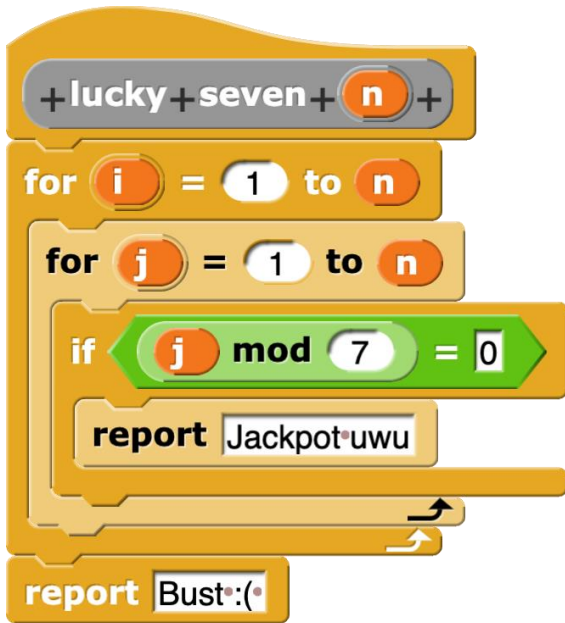 +lucky+seven+ n +
for i = 1 to n
for j = 1 to n
if j mod 7 = 0
report Jackpot uwu
report Bust :(